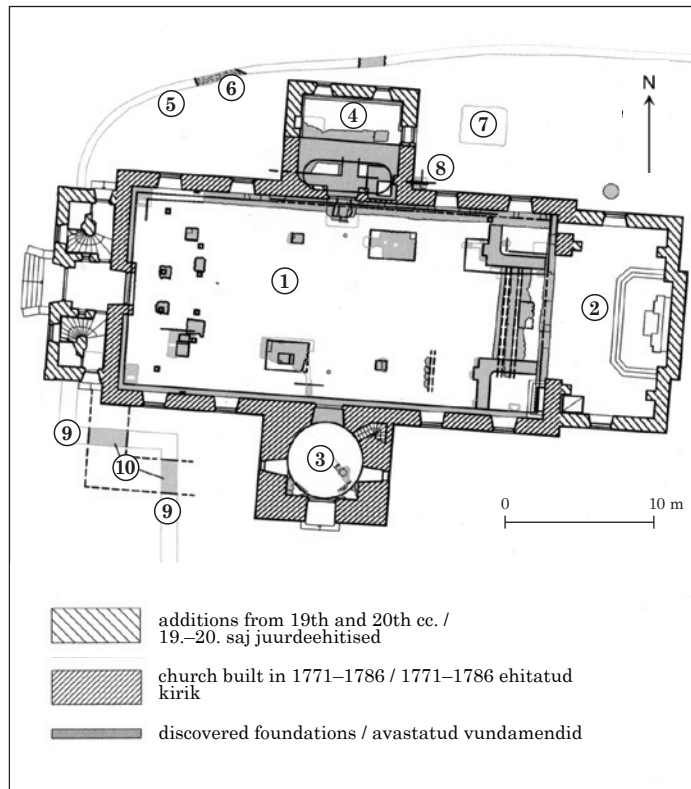 N
6
5
4
7
8
1
2
3
9
10
9
0
10 m
additions from 19th and 20th cc. /
19.–20. saj juurdeehitised
church built in 1771–1786 / 1771–1786 ehitatud
kirik
discovered foundations / avastatud vundamendid